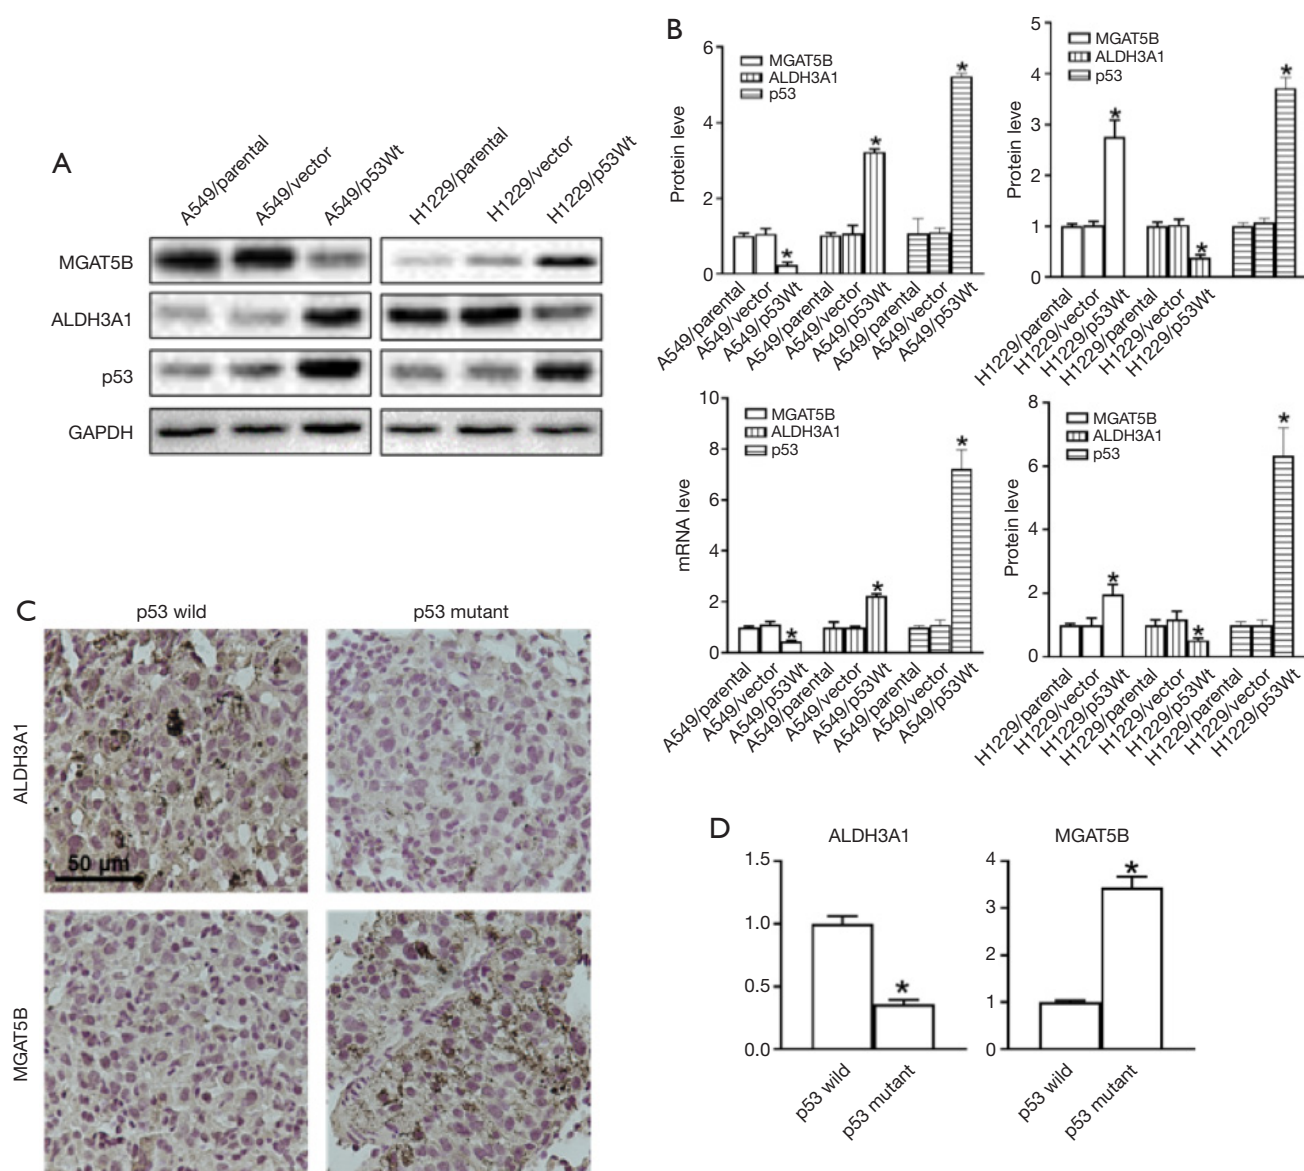 A
A549/parental
A549/vector
A549/p53Wt
H1229/parental
H1229/vector
H1229/p53Wt
MGAT5B
ALDH3A1
p53
GAPDH
B
Protein leve
6
4
2
0
MGAT5B
ALDH3A1
p53
*
*
*
A549/parental
A549/vector
A549/p53Wt
A549/parental
A549/vector
A549/p53Wt
A549/parental
A549/vector
A549/p53Wt
Protein leve
5
4
3
2
1
0
MGAT5B
ALDH3A1
p53
*
*
*
H1229/parental
H1229/vector
H1229/p53Wt
H1229/parental
H1229/vector
H1229/p53Wt
mRNA level
10
8
6
4
2
0
MGAT5B
ALDH3A1
p53
*
*
*
A549/parental
A549/vector
A549/p53Wt
A549/parental
A549/vector
A549/p53Wt
A549/parental
A549/vector
A549/p53Wt
Protein leve
8
6
4
2
0
MGAT5B
ALDH3A1
p53
*
*
*
H1229/parental
H1229/vector
H1229/p53Wt
H1229/parental
H1229/vector
H1229/p53Wt
H1229/parental
H1229/vector
H1229/p53Wt
C
p53 wild
p53 mutant
ALDH3A1
50 µm
MGAT5B
D
ALDH3A1
1.5
1.0
0.5
0.0
*
p53 wild
p53 mutant
MGAT5B
4
3
2
1
0
*
p53 wild
p53 mutant